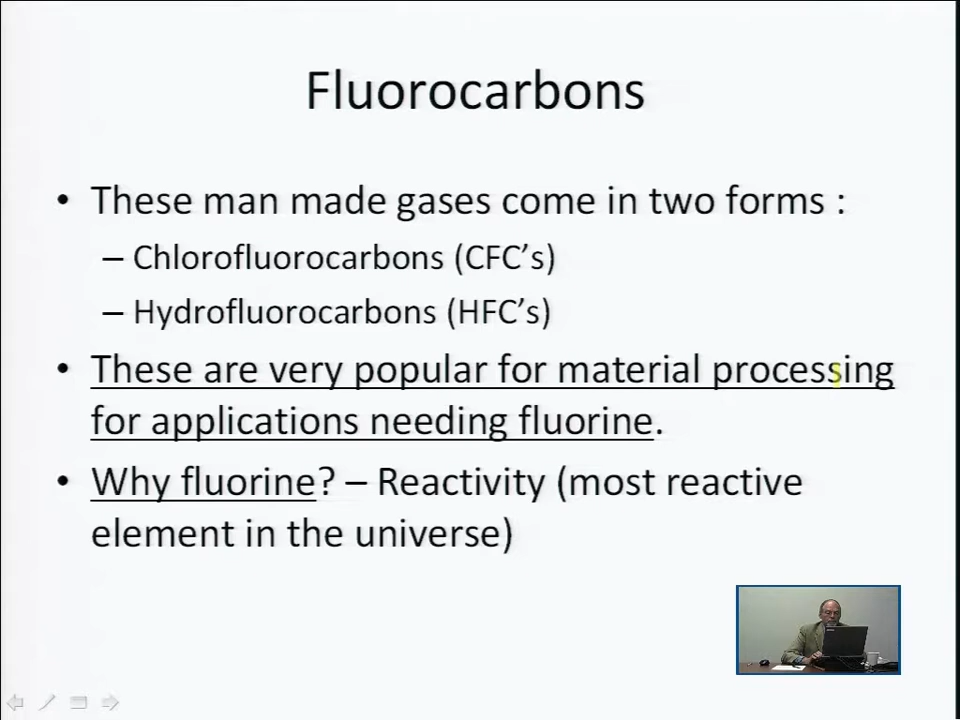 Fluorocarbons
• These man made gases come in two forms :
– Chlorofluorocarbons (CFC’s)
– Hydrofluorocarbons (HFC’s)
• These are very popular for material processing
for applications needing fluorine.
• Why fluorine? – Reactivity (most reactive
element in the universe)